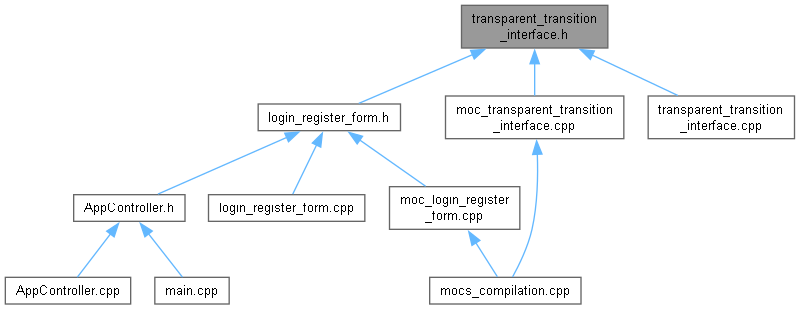 transparent_transition
_interface.h
login_register_form.h
moc_transparent_transition
_interface.cpp
transparent_transition
_interface.cpp
AppController.h
login_register_form.cpp
moc_login_register
_form.cpp
AppController.cpp
main.cpp
mocs_compilation.cpp